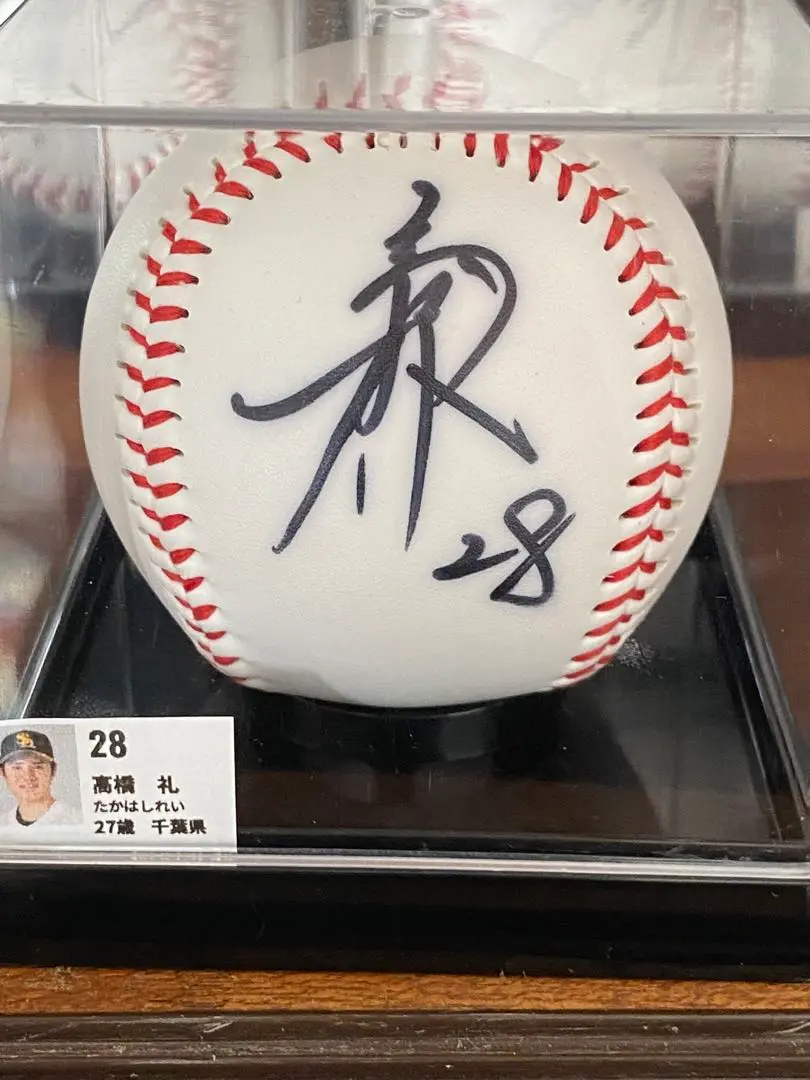 28
28
高橋 礼
たかはしれい
27歳 千葉県